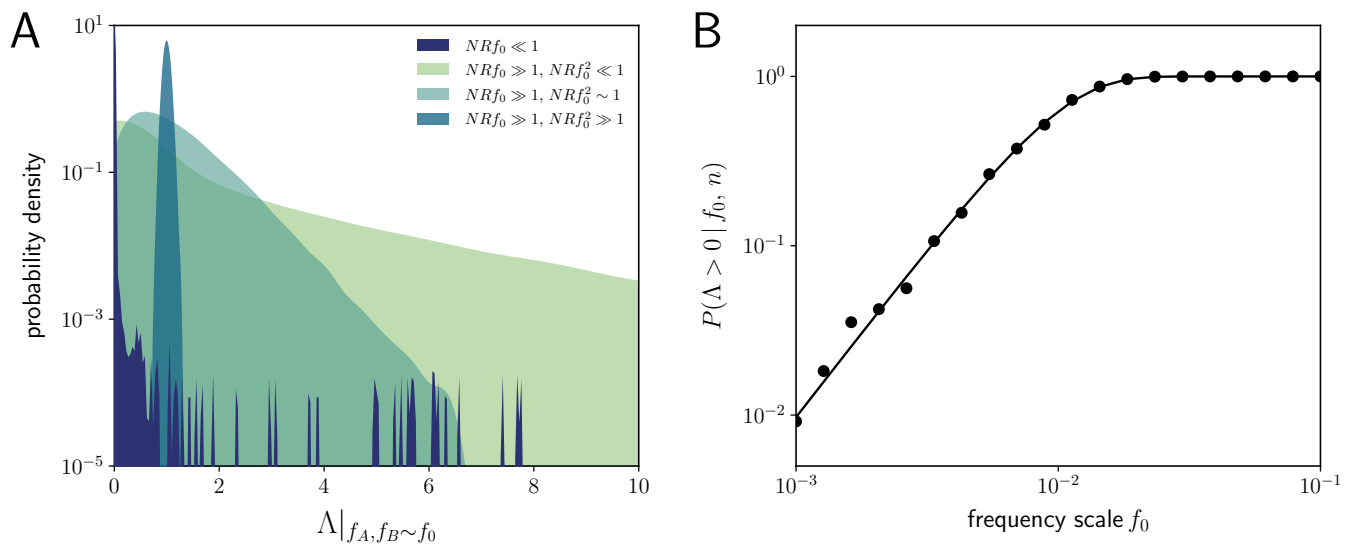 A
probability density
10^1
10^{-1}
10^{-3}
10^{-5}
NRf_0 ≪ 1
NRf_0 ≫ 1, NRf_0^2 ≪ 1
NRf_0 ≫ 1, NRf_0^2 ∼ 1
NRf_0 ≫ 1, NRf_0^2 ≫ 1
0 2 4 6 8 10
Λ|_{f_A, f_B∼f_0}
B
P(Λ > 0 | f_0, n)
10^0
10^{-1}
10^{-2}
10^{-3} 10^{-2} 10^{-1}
frequency scale f_0